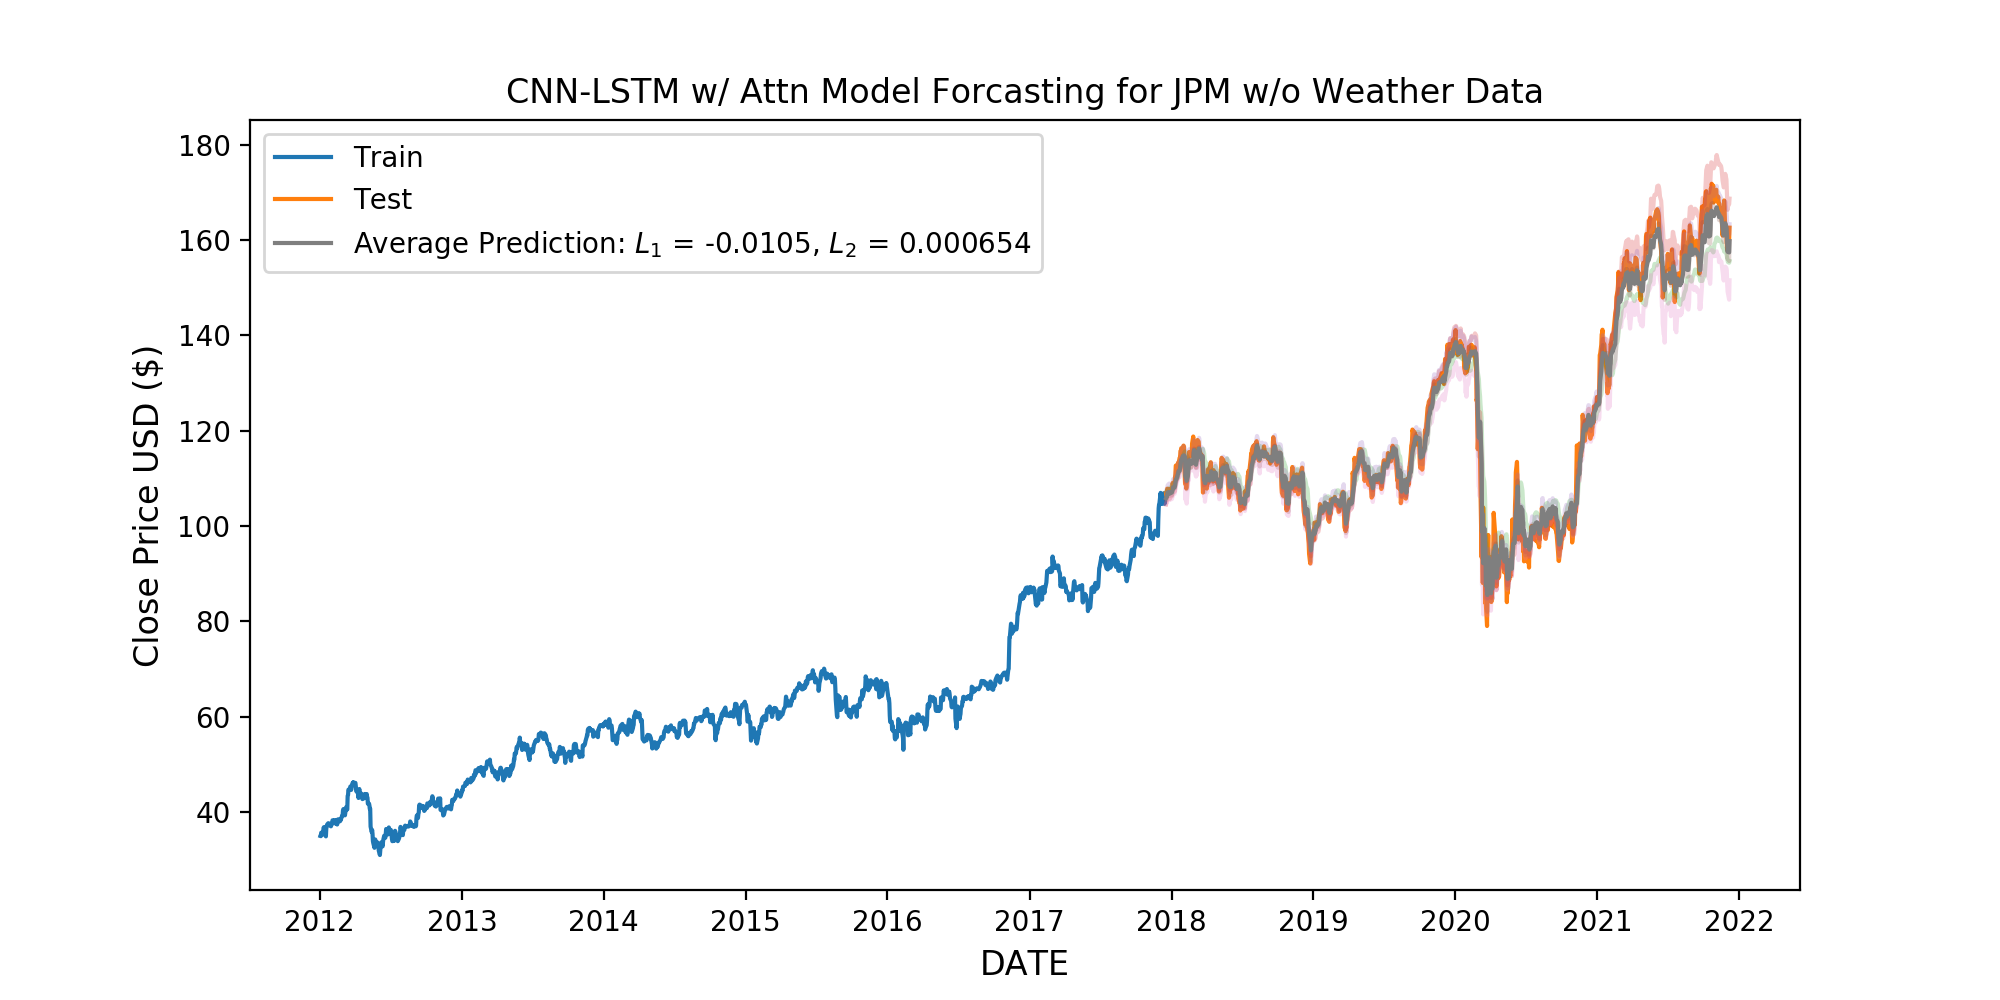 CNN-LSTM w/ Attn Model Forcasting for JPM w/o Weather Data
Train
Test
Average Prediction: L1 = -0.0105, L2 = 0.000654
Close Price USD ($)
180
160
140
120
100
80
60
40
2012 2013 2014 2015 2016 2017 2018 2019 2020 2021 2022
DATE